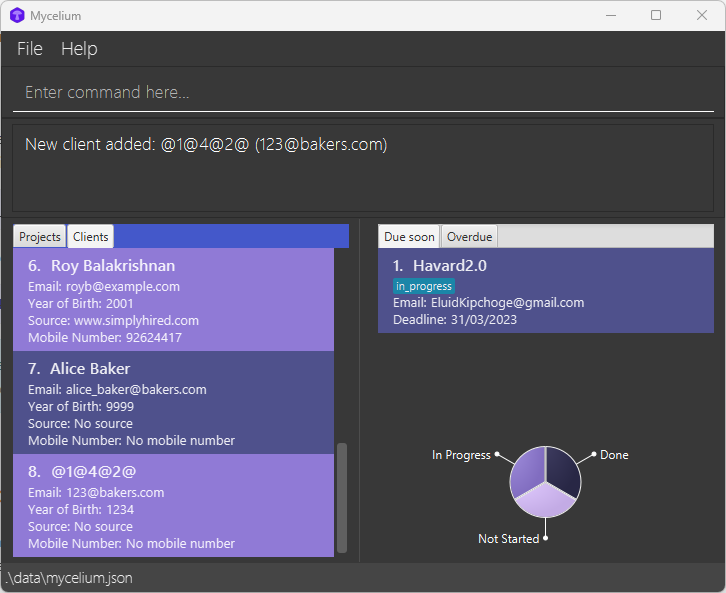 Mycelium
File Help
Enter command here...
New client added: @1@4@2@ (123@bakers.com)
Projects Clients
6. Roy Balakrishnan
Email: royb@example.com
Year of Birth: 2001
Source: www.simplyhired.com
Mobile Number: 92624417
7. Alice Baker
Email: alice_baker@bakers.com
Year of Birth: 9999
Source: No source
Mobile Number: No mobile number
8. @1@4@2@
Email: 123@bakers.com
Year of Birth: 1234
Source: No source
Mobile Number: No mobile number
Due soon Overdue
1. Havard2.0
in_progress
Email: EluidKipchoge@gmail.com
Deadline: 31/03/2023
In Progress Done
Not Started
.\data\mycelium.json